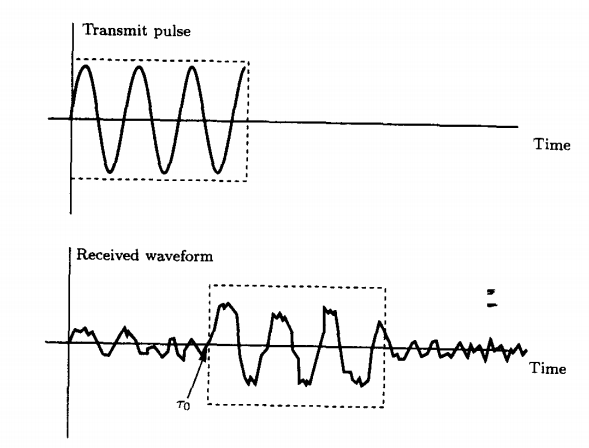 Transmit pulse
Time
Received waveform
Time
τ0